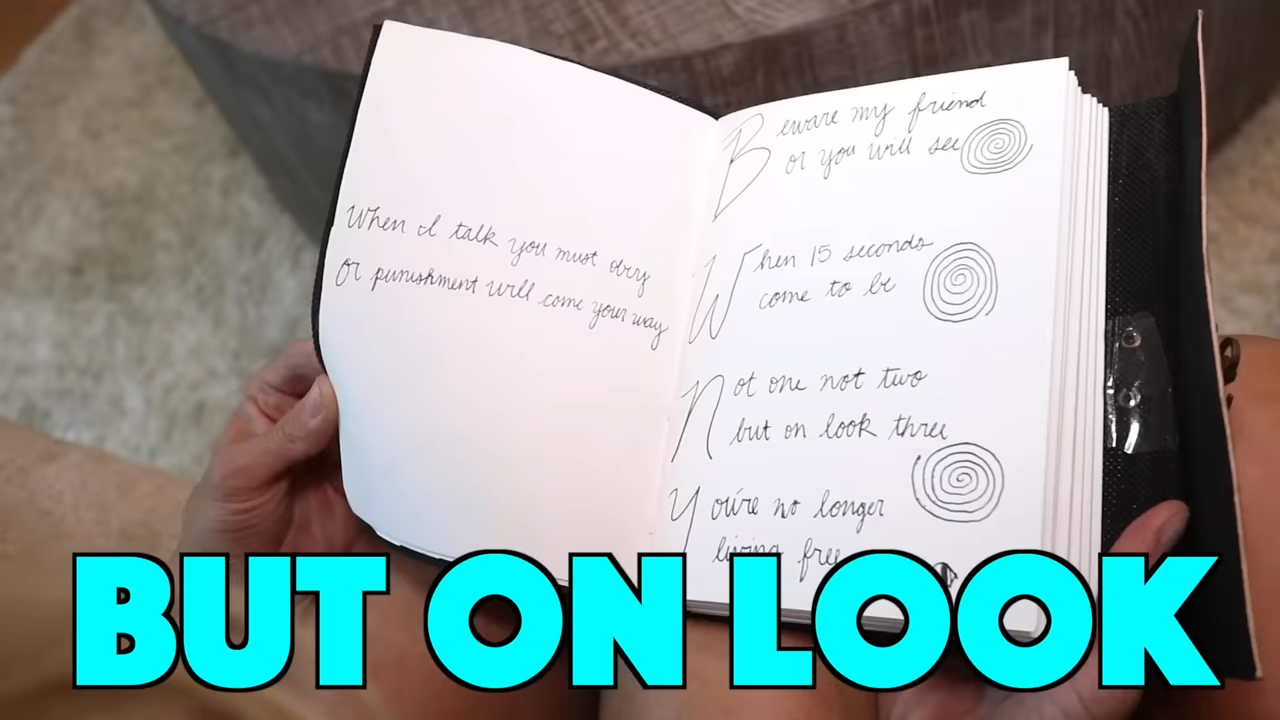 When I talk you must obey
Or punishment will come your way
Beware my friend
or you will see
When 15 seconds
come to be
Not one not two
but on look three
You're no longer
living free
BUT ON LOOK